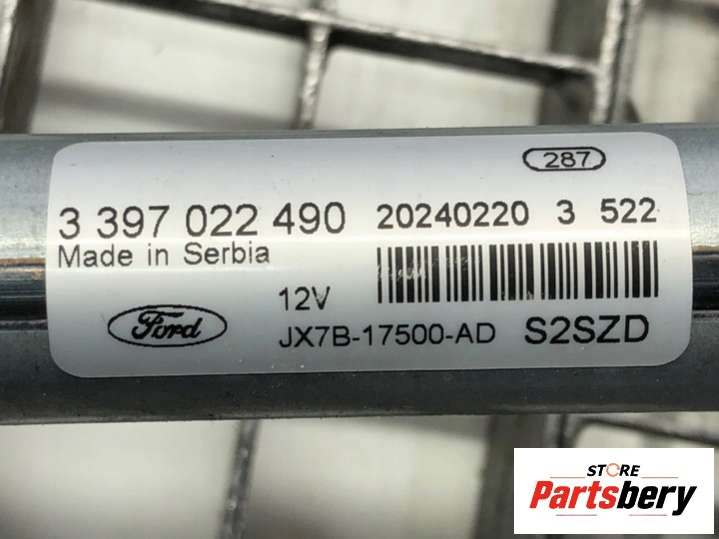 287
3 397 022 490 20240220 3 522
Made in Serbia
12V
Ford JX7B-17500-AD S2SZD
STORE
Partsbery